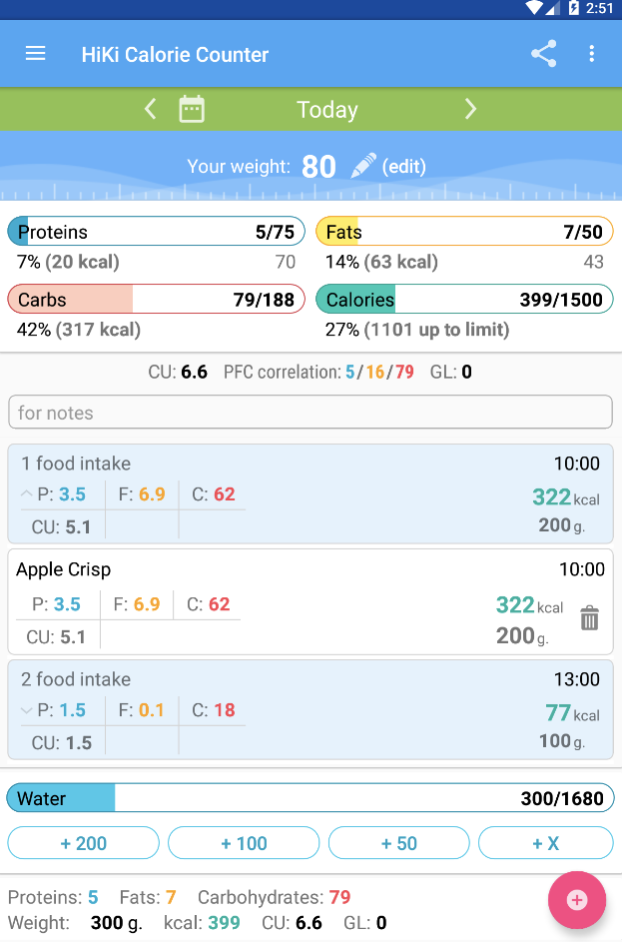 2:51
HiKi Calorie Counter
Today
Your weight: 80 (edit)
Proteins 5/75 Fats 7/50
7% (20 kcal) 70 14% (63 kcal) 43
Carbs 79/188 Calories 399/1500
42% (317 kcal) 27% (1101 up to limit)
CU: 6.6 PFC correlation: 5/16/79 GL: 0
for notes
1 food intake 10:00
P: 3.5 F: 6.9 C: 62 322 kcal
CU: 5.1 200 g.
Apple Crisp 10:00
P: 3.5 F: 6.9 C: 62 322 kcal
CU: 5.1 200 g.
2 food intake 13:00
P: 1.5 F: 0.1 C: 18 77 kcal
CU: 1.5 100 g.
Water 300/1680
+ 200 + 100 + 50 + X
Proteins: 5 Fats: 7 Carbohydrates: 79
Weight: 300 g. kcal: 399 CU: 6.6 GL: 0